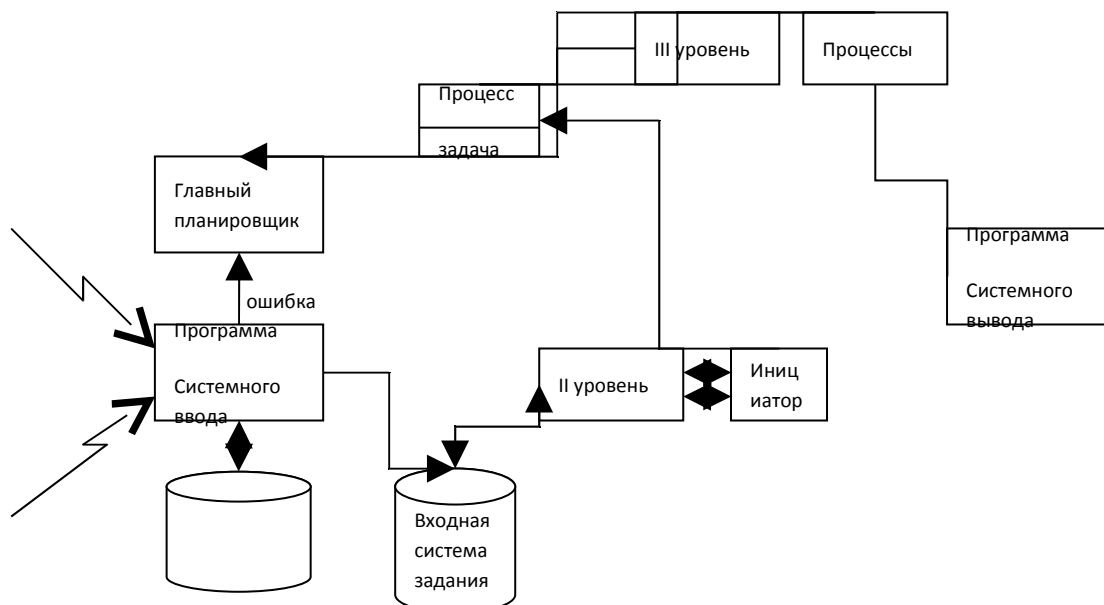 III уровень
Процессы
Процесс
задача
Главный
планировщик
Программа
Системного
вывода
ошибка
Программа
Системного
ввода
II уровень
Иниц
иатор
Входная
система
задания